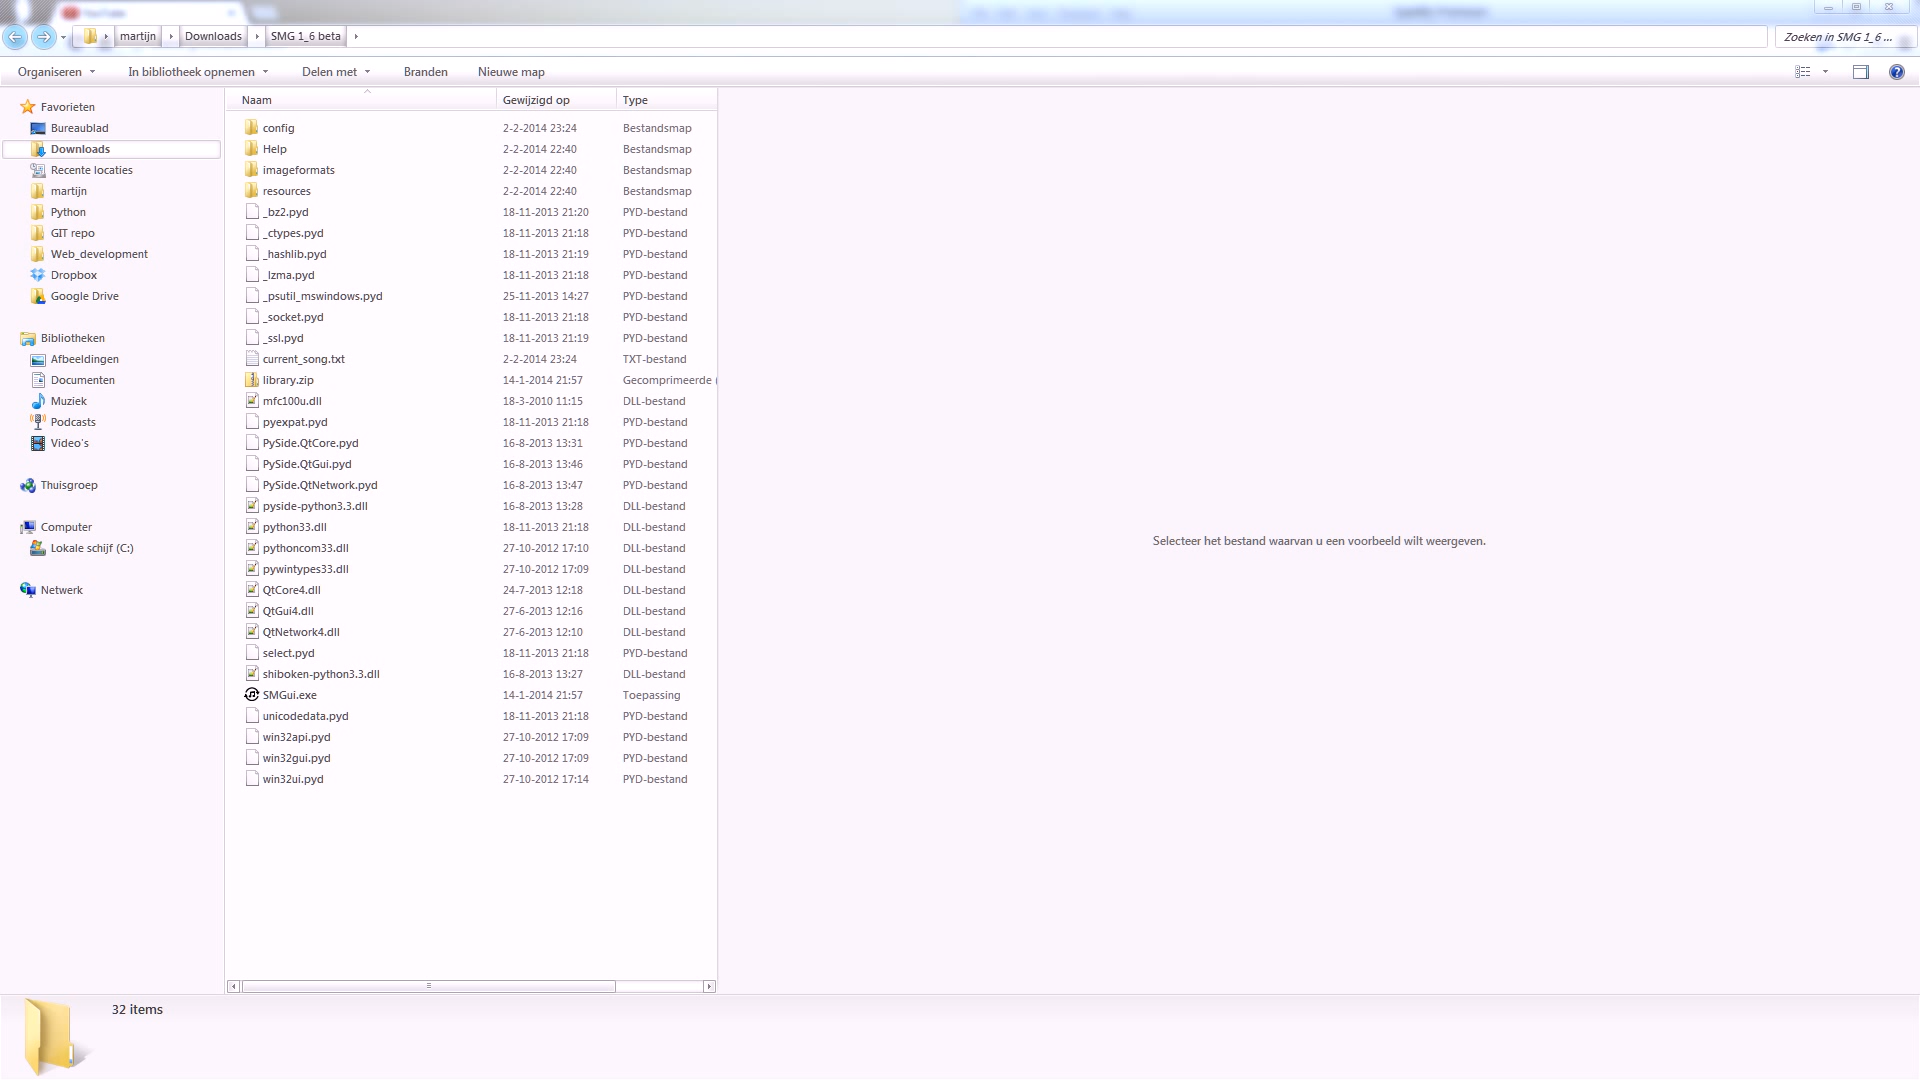 YouTube
martijn
Downloads
SMG 1_6 beta
Zoeken in SMG 1_6 ...
Organiseren
In bibliotheek opnemen
Delen met
Branden
Nieuwe map
Favorieten
Bureaublad
Downloads
Recente locaties
martijn
Python
GIT repo
Web_development
Dropbox
Google Drive
Bibliotheken
Afbeeldingen
Documenten
Muziek
Podcasts
Video's
Thuisgroep
Computer
Lokale schijf (C:)
Netwerk
Naam Gewijzigd op Type
config 2-2-2014 23:24 Bestandsmap
Help 2-2-2014 22:40 Bestandsmap
imageformats 2-2-2014 22:40 Bestandsmap
resources 2-2-2014 22:40 Bestandsmap
_bz2.pyd 18-11-2013 21:20 PYD-bestand
_ctypes.pyd 18-11-2013 21:18 PYD-bestand
_hashlib.pyd 18-11-2013 21:19 PYD-bestand
_lzma.pyd 18-11-2013 21:18 PYD-bestand
_psutil_mswindows.pyd 25-11-2013 14:27 PYD-bestand
_socket.pyd 18-11-2013 21:18 PYD-bestand
_ssl.pyd 18-11-2013 21:19 PYD-bestand
current_song.txt 2-2-2014 23:24 TXT-bestand
library.zip 14-1-2014 21:57 Gecomprimeerde
mfc100u.dll 18-3-2010 11:15 DLL-bestand
pyexpat.pyd 18-11-2013 21:18 PYD-bestand
PySide.QtCore.pyd 16-8-2013 13:31 PYD-bestand
PySide.QtGui.pyd 16-8-2013 13:46 PYD-bestand
PySide.QtNetwork.pyd 16-8-2013 13:47 PYD-bestand
pyside-python3.3.dll 16-8-2013 13:28 DLL-bestand
python33.dll 18-11-2013 21:18 DLL-bestand
pythoncom33.dll 27-10-2012 17:10 DLL-bestand
pywintypes33.dll 27-10-2012 17:09 DLL-bestand
QtCore4.dll 24-7-2013 12:18 DLL-bestand
QtGui4.dll 27-6-2013 12:16 DLL-bestand
QtNetwork4.dll 27-6-2013 12:10 DLL-bestand
select.pyd 18-11-2013 21:18 PYD-bestand
shiboken-python3.3.dll 16-8-2013 13:27 DLL-bestand
SMGui.exe 14-1-2014 21:57 Toepassing
unicodedata.pyd 18-11-2013 21:18 PYD-bestand
win32api.pyd 27-10-2012 17:09 PYD-bestand
win32gui.pyd 27-10-2012 17:09 PYD-bestand
win32ui.pyd 27-10-2012 17:14 PYD-bestand
Selecteer het bestand waarvan u een voorbeeld wilt weergeven.
32 items